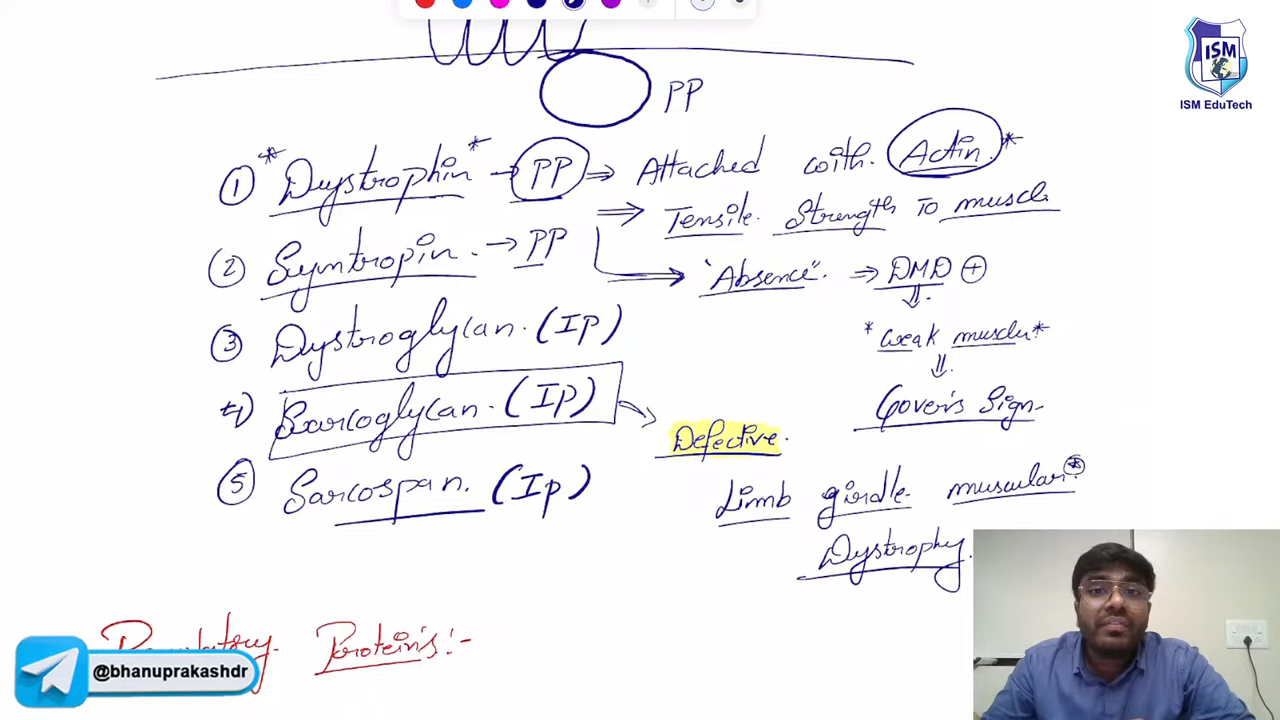 ISM
ISM EduTech
PP
① *Dystrophin* → PP ⇒ Attached with. Actin.*
⇒ Tensile. Strength To muscle
② Syntropin. → PP
"Absence". ⇒ DMD ⊕
③ Dystroglycan. (Ip)
*weak muscle*
4) Sarcoglycan. (Ip)
Gover's Sign
Defective.
⑤ Sarcospan. (Ip)
Limb girdle. muscular*
Dystrophy.
Proteins:-
@bhanuprakashdr